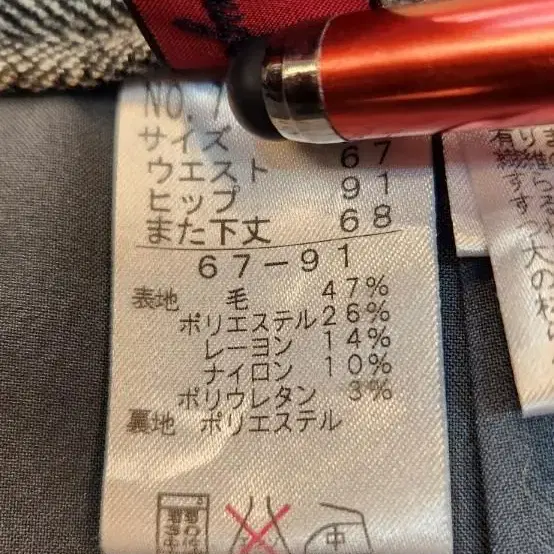 NO. 7
サイズ
ウエスト 67
ヒップ 91
また下丈 68
67-91
表地 毛 47%
ポリエステル26%
レーヨン 14%
ナイロン 10%
ポリウレタン 3%
裏地 ポリエステル
中